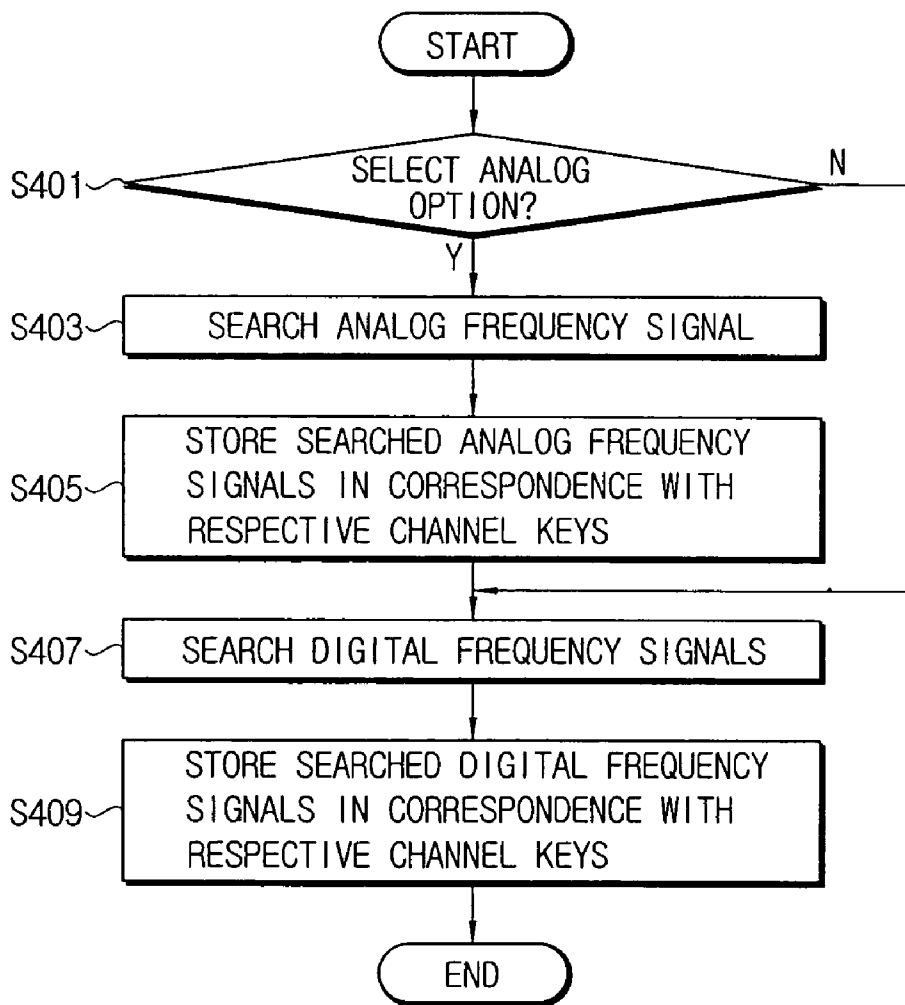 START
S401
SELECT ANALOG
OPTION?
N
Y
S403
SEARCH ANALOG FREQUENCY SIGNAL
S405
STORE SEARCHED ANALOG FREQUENCY
SIGNALS IN CORRESPONDENCE WITH
RESPECTIVE CHANNEL KEYS
S407
SEARCH DIGITAL FREQUENCY SIGNALS
S409
STORE SEARCHED DIGITAL FREQUENCY
SIGNALS IN CORRESPONDENCE WITH
RESPECTIVE CHANNEL KEYS
END